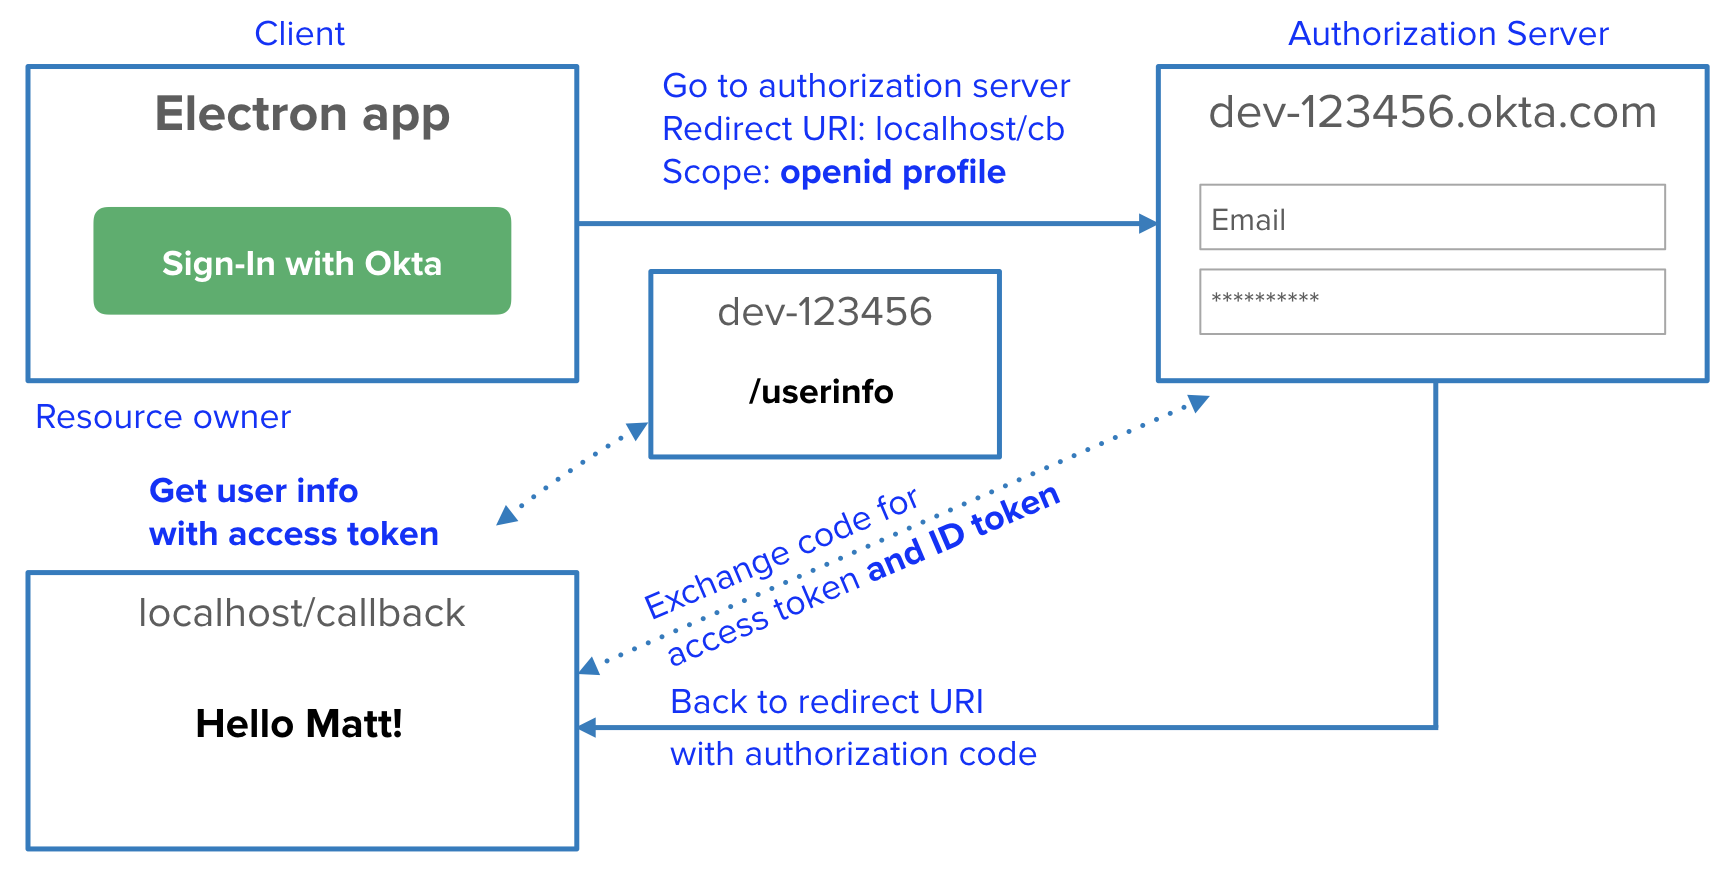 Client
Authorization Server
Electron app
Sign-In with Okta
Go to authorization server
Redirect URI: localhost/cb
Scope: openid profile
dev-123456.okta.com
Email
**********
dev-123456
/userinfo
Resource owner
Get user info
with access token
Exchange code for
access token and ID token
localhost/callback
Hello Matt!
Back to redirect URI
with authorization code